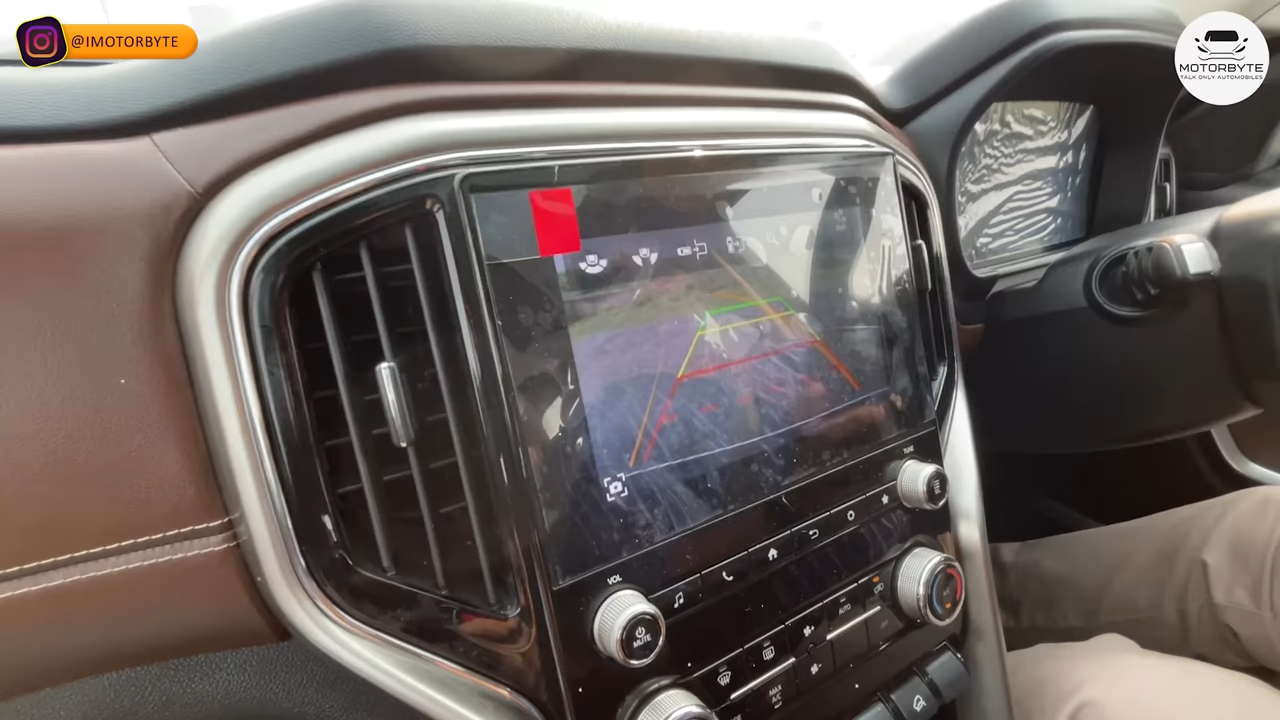 @IMOTORBYTE
MOTORBYTE
TALK ONLY AUTOMOBILES
TUNE
VOL
MUTE
AUTO
MAX
A/C